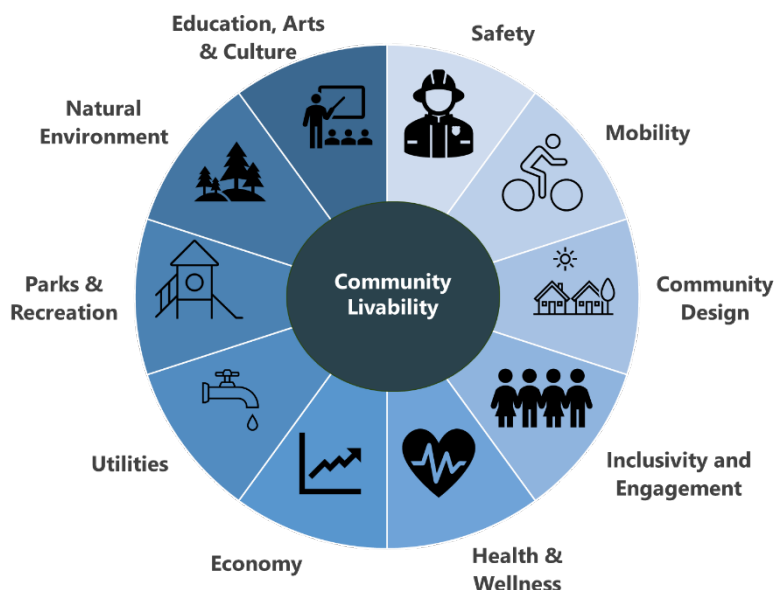 Education, Arts
& Culture
Safety
Natural
Environment
Mobility
Parks &
Recreation
Community
Livability
Community
Design
Utilities
Inclusivity and
Engagement
Economy
Health &
Wellness